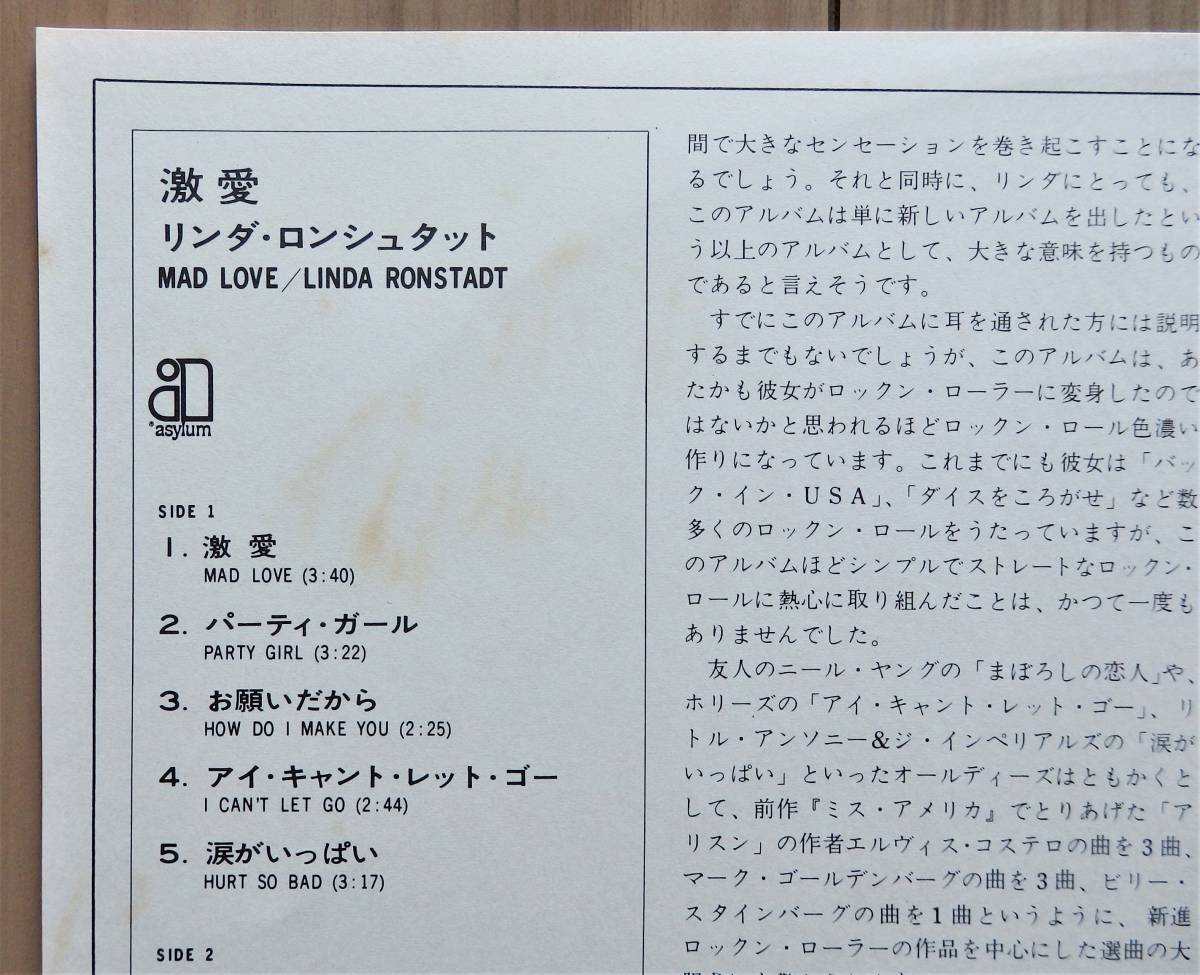 激愛
リンダ・ロンシュタット
MAD LOVE/LINDA RONSTADT
asylum
SIDE 1
1. 激愛
MAD LOVE (3:40)
2. パーティ・ガール
PARTY GIRL (3:22)
3. お願いだから
HOW DO I MAKE YOU (2:25)
4. アイ・キャント・レット・ゴー
I CAN'T LET GO (2:44)
5. 涙がいっぱい
HURT SO BAD (3:17)
SIDE 2
間で大きなセンセーションを巻き起こすことにな
るでしょう。それと同時に、リンダにとっても、
このアルバムは単に新しいアルバムを出したとい
う以上のアルバムとして、大きな意味を持つもの
であると言えそうです。
すでにこのアルバムに耳を通された方には説明
するまでもないでしょうが、このアルバムは、あ
たかも彼女がロックン・ローラーに変身したので
はないかと思われるほどロックン・ロール色濃い
作りになっています。これまでにも彼女は「バッ
ク・イン・USA」、「ダイスをころがせ」など数
多くのロックン・ロールをうたっていますが、こ
のアルバムほどシンプルでストレートなロックン・
ロールに熱心に取り組んだことは、かつて一度も
ありませんでした。
友人のニール・ヤングの「まぼろしの恋人」や、
ホリーズの「アイ・キャント・レット・ゴー」、リ
トル・アンソニー&ジ・インペリアルズの「涙が
いっぱい」といったオールディーズはともかくと
して、前作『ミス・アメリカ』でとりあげた「ア
リスン」の作者エルヴィス・コステロの曲を3曲、
マーク・ゴールデンバーグの曲を3曲、ビリー・
スタインバーグの曲を1曲というように、新進
ロックン・ローラーの作品を中心にした選曲の大